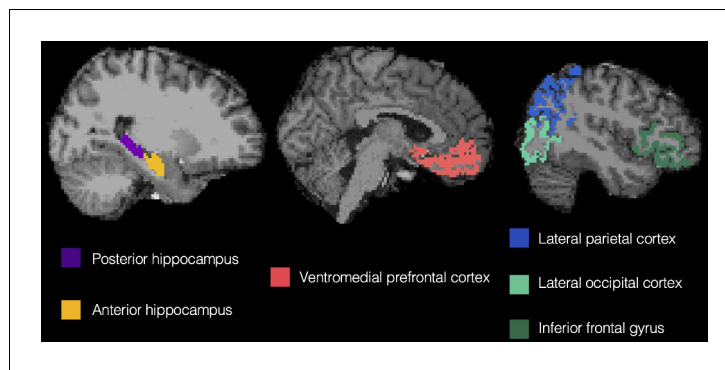 Posterior hippocampus
Anterior hippocampus
Ventromedial prefrontal cortex
Lateral parietal cortex
Lateral occipital cortex
Inferior frontal gyrus